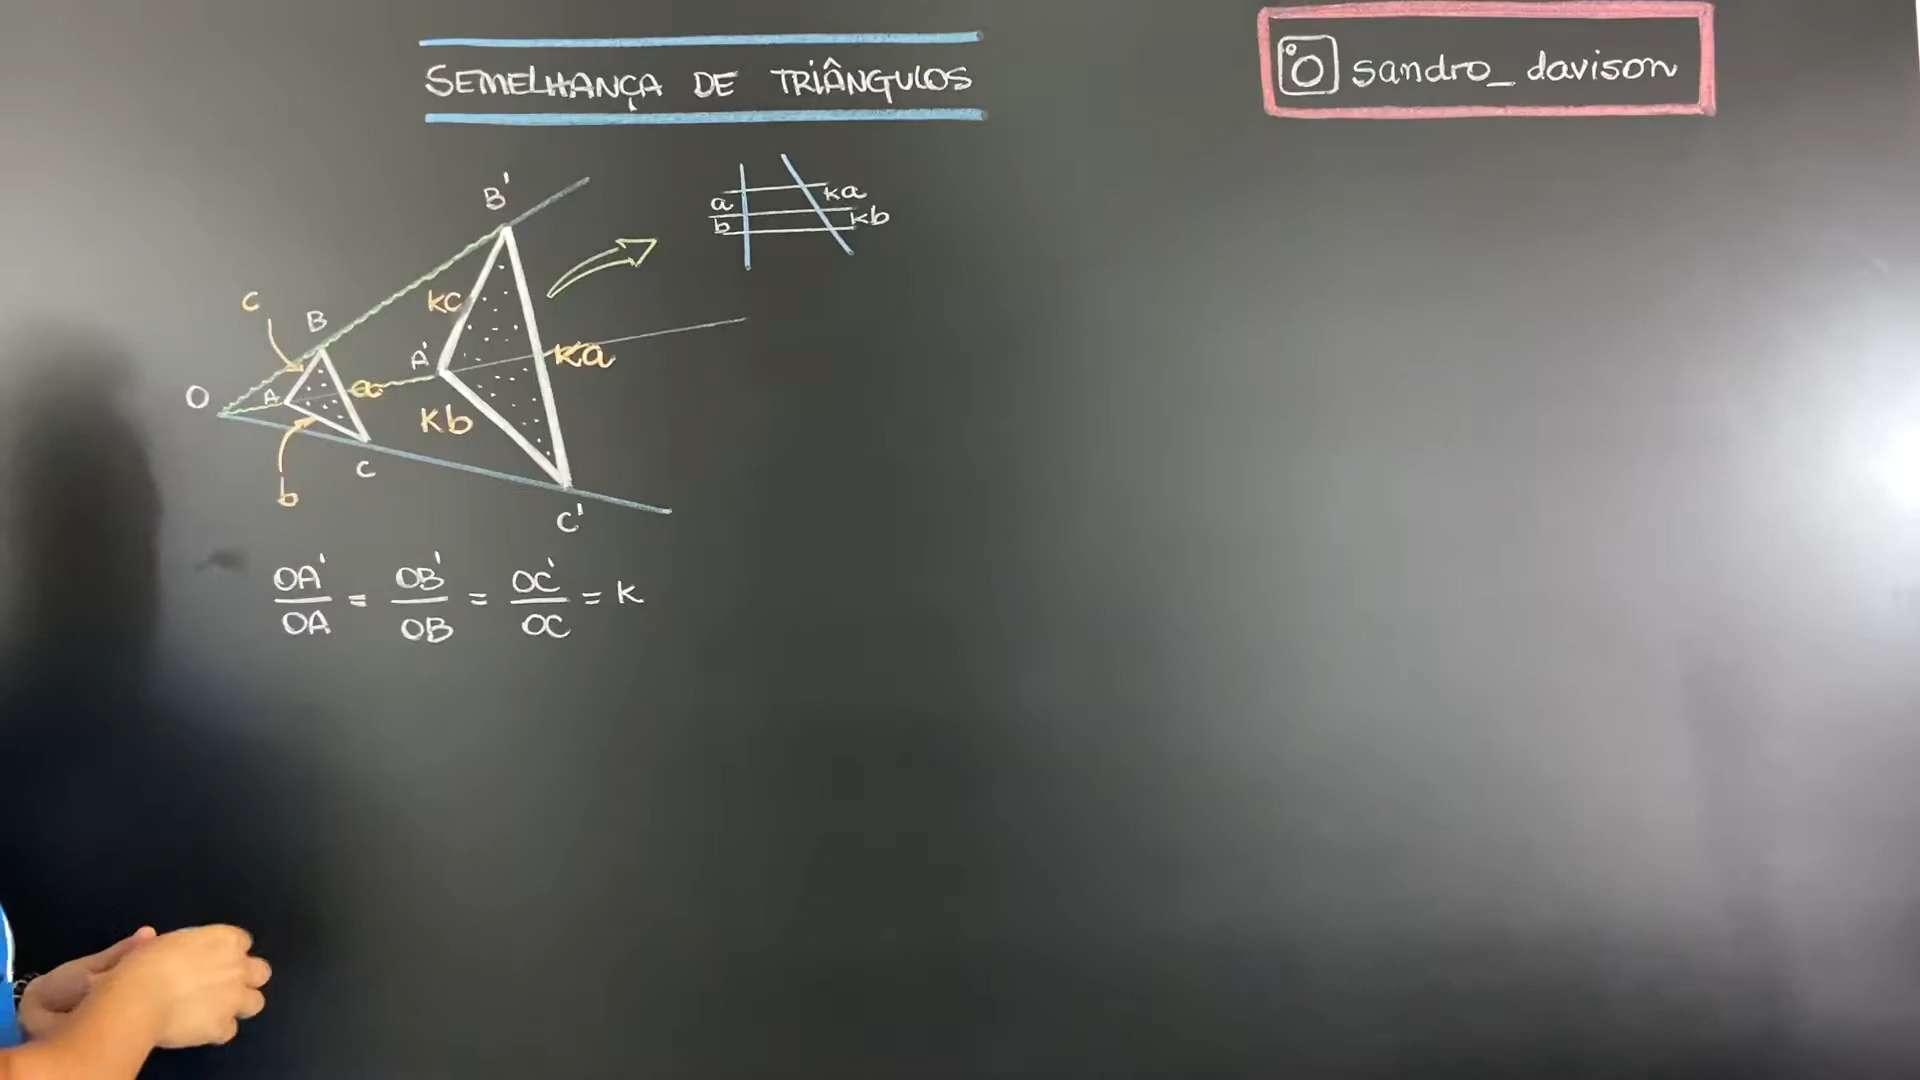 SEMELHANÇA DE TRIÂNGULOS
sandro_davison
B'
a ka
b kb
c
B
kc
A'
ka
O
A
a
kb
C
b
C'
OA'/OA = OB'/OB = OC'/OC = K